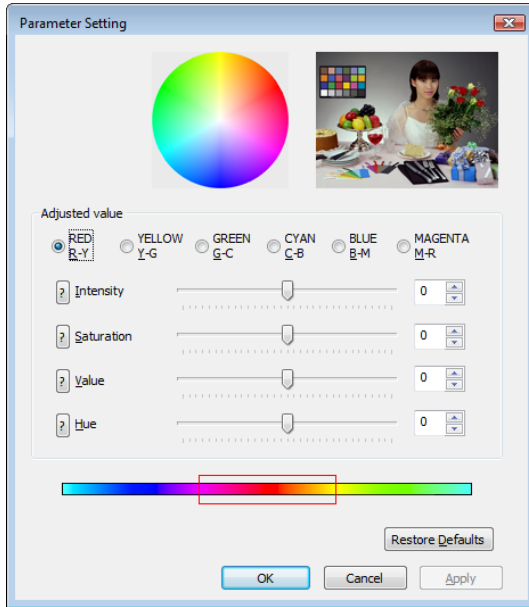 Parameter Setting
Adjusted value
RED
R-Y
YELLOW
Y-G
GREEN
G-C
CYAN
C-B
BLUE
B-M
MAGENTA
M-R
? Intensity 0
? Saturation 0
? Value 0
? Hue 0
Restore Defaults
OK Cancel Apply